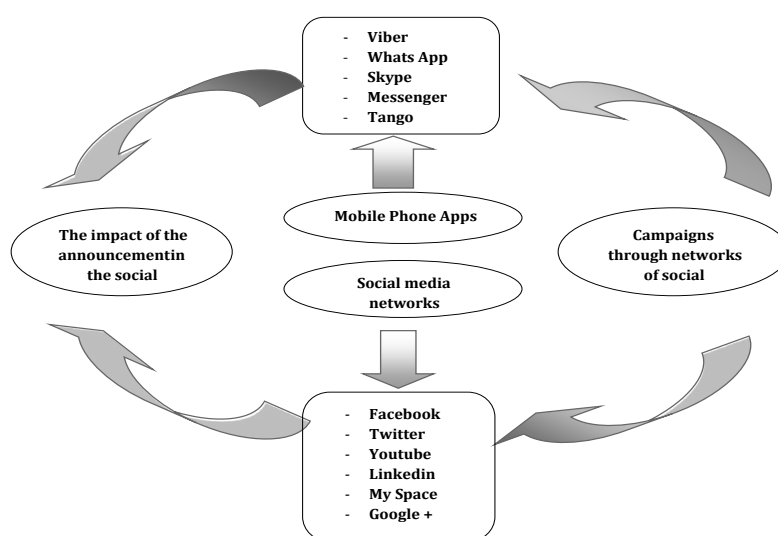 - Viber
- Whats App
- Skype
- Messenger
- Tango
Mobile Phone Apps
The impact of the
announcementin
the social
Campaigns
through networks
of social
Social media
networks
- Facebook
- Twitter
- Youtube
- Linkedin
- My Space
- Google +